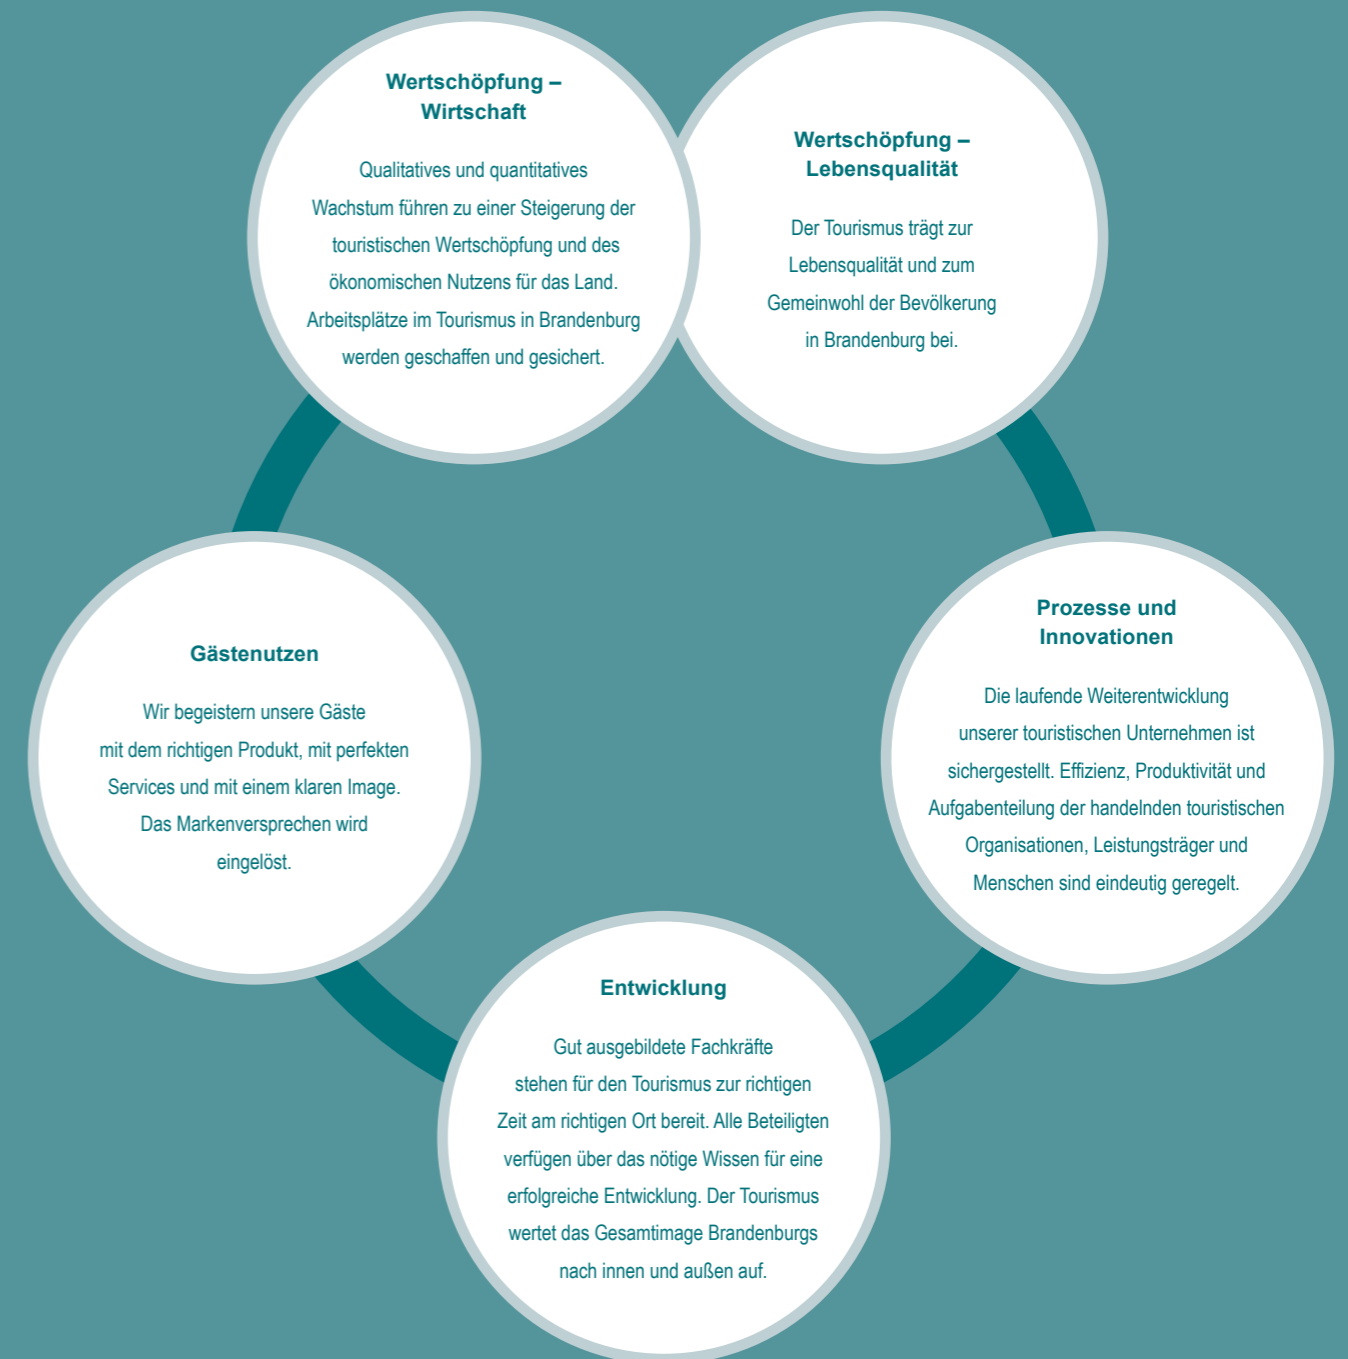 Wertschöpfung –
Wirtschaft
Qualitatives und quantitatives
Wachstum führen zu einer Steigerung der
touristischen Wertschöpfung und des
ökonomischen Nutzens für das Land.
Arbeitsplätze im Tourismus in Brandenburg
werden geschaffen und gesichert.
Wertschöpfung –
Lebensqualität
Der Tourismus trägt zur
Lebensqualität und zum
Gemeinwohl der Bevölkerung
in Brandenburg bei.
Gästenutzen
Wir begeistern unsere Gäste
mit dem richtigen Produkt, mit perfekten
Services und mit einem klaren Image.
Das Markenversprechen wird
eingelöst.
Prozesse und
Innovationen
Die laufende Weiterentwicklung
unserer touristischen Unternehmen ist
sichergestellt. Effizienz, Produktivität und
Aufgabenteilung der handelnden touristischen
Organisationen, Leistungsträger und
Menschen sind eindeutig geregelt.
Entwicklung
Gut ausgebildete Fachkräfte
stehen für den Tourismus zur richtigen
Zeit am richtigen Ort bereit. Alle Beteiligten
verfügen über das nötige Wissen für eine
erfolgreiche Entwicklung. Der Tourismus
wertet das Gesamtimage Brandenburgs
nach innen und außen auf.